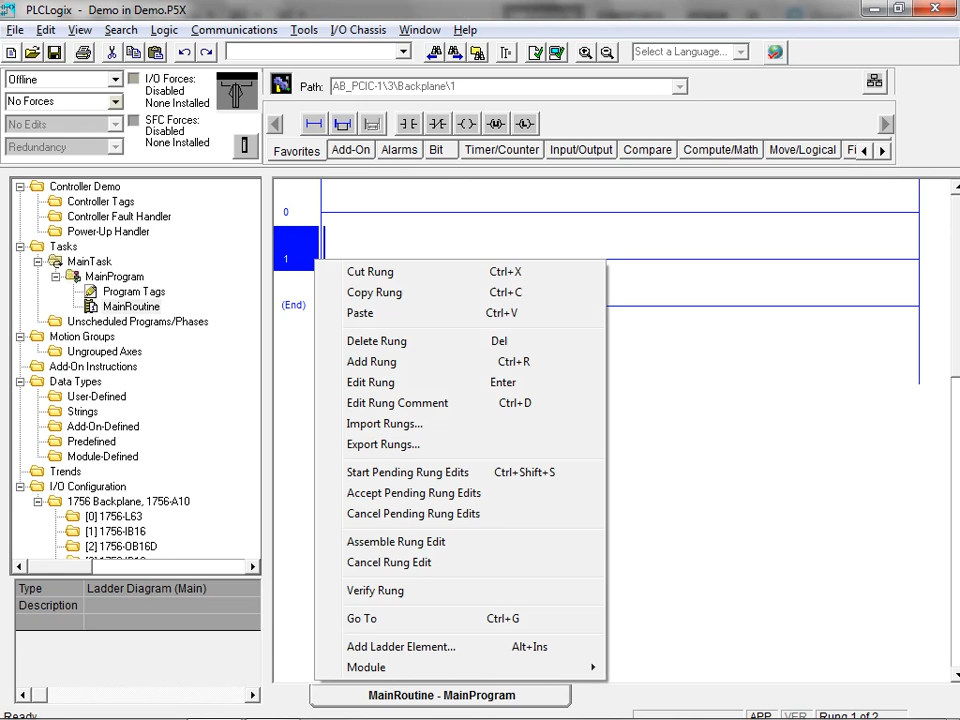 PLCLogix - Demo in Demo.P5X
File Edit View Search Logic Communications Tools I/O Chassis Window Help
Select a Language...
Offline
I/O Forces:
Disabled
None Installed
No Forces
SFC Forces:
Disabled
None Installed
No Edits
Redundancy
Path: AB_PCIC-1\3\Backplane\1
Favorites Add-On Alarms Bit Timer/Counter Input/Output Compare Compute/Math Move/Logical Fi
Controller Demo
Controller Tags
Controller Fault Handler
Power-Up Handler
Tasks
MainTask
MainProgram
Program Tags
MainRoutine
Unscheduled Programs/Phases
Motion Groups
Ungrouped Axes
Add-On Instructions
Data Types
User-Defined
Strings
Add-On-Defined
Predefined
Module-Defined
Trends
I/O Configuration
1756 Backplane, 1756-A10
[0] 1756-L63
[1] 1756-IB16
[2] 1756-OB16D
Type Ladder Diagram (Main)
Description
0
1
(End)
Cut Rung Ctrl+X
Copy Rung Ctrl+C
Paste Ctrl+V
Delete Rung Del
Add Rung Ctrl+R
Edit Rung Enter
Edit Rung Comment Ctrl+D
Import Rungs...
Export Rungs...
Start Pending Rung Edits Ctrl+Shift+S
Accept Pending Rung Edits
Cancel Pending Rung Edits
Assemble Rung Edit
Cancel Rung Edit
Verify Rung
Go To Ctrl+G
Add Ladder Element... Alt+Ins
Module
MainRoutine - MainProgram
Ready
APP VER Rung 1 of 2